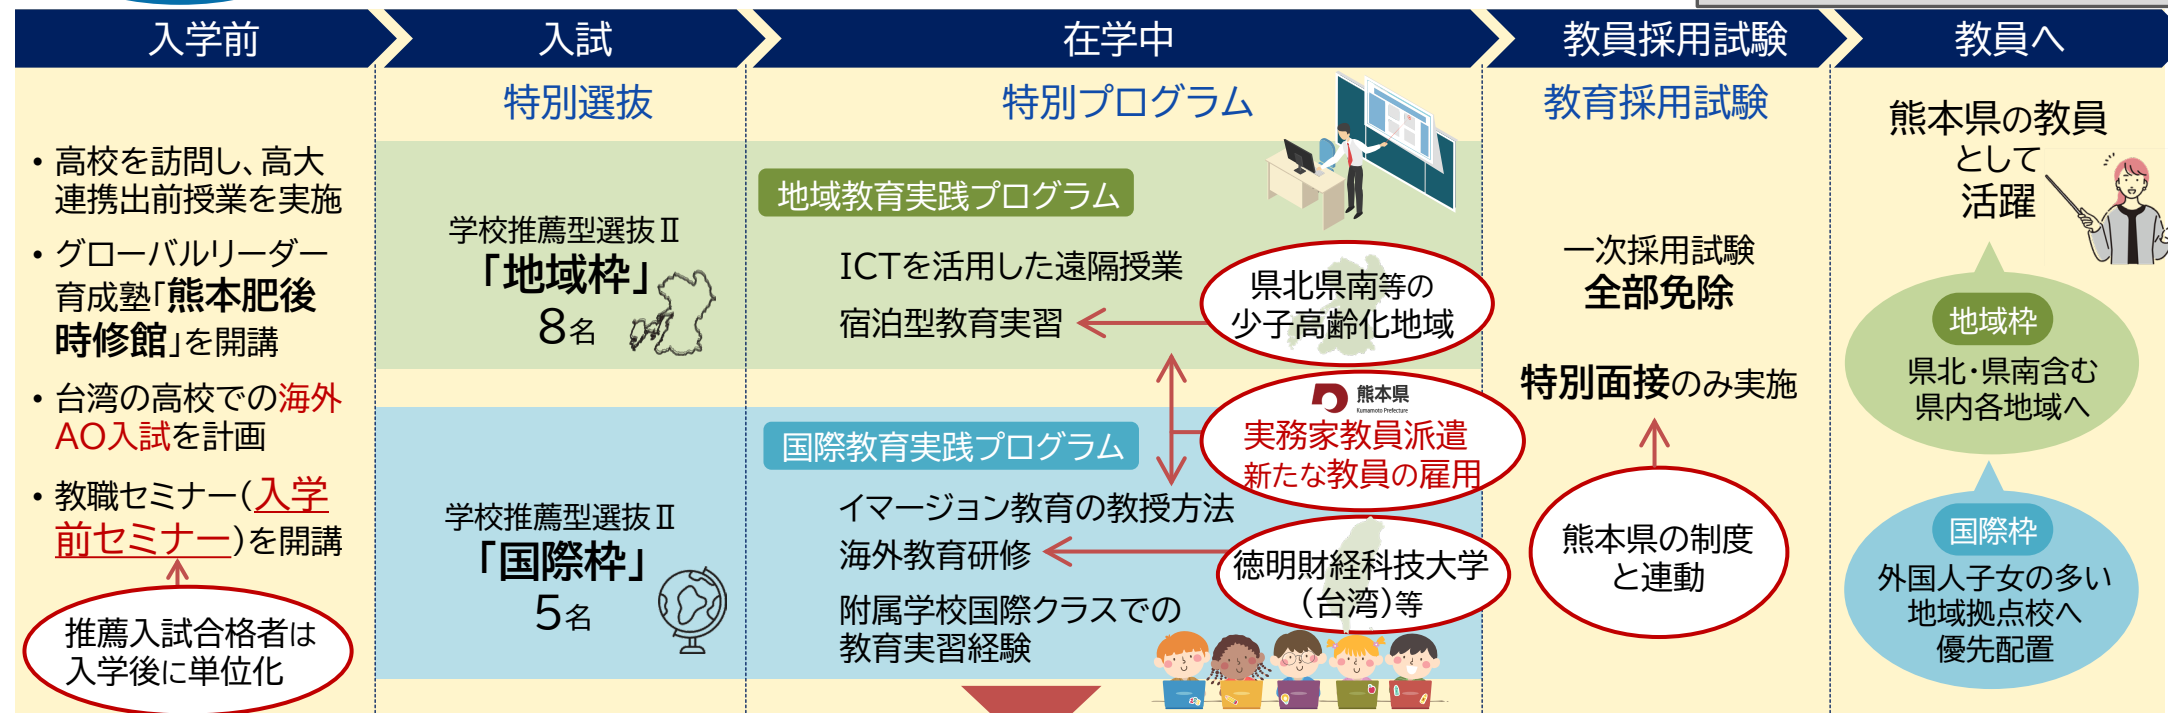 入学前
入試
在学中
教員採用試験
教員へ
・高校を訪問し、高大
連携出前授業を実施
・グローバルリーダー
育成塾「熊本肥後
時修館」を開講
・台湾の高校での海外
AO入試を計画
・教職セミナー(入学
前セミナー)を開講
推薦入試合格者は
入学後に単位化
特別選抜
学校推薦型選抜Ⅱ
「地域枠」
8名
学校推薦型選抜Ⅱ
「国際枠」
5名
特別プログラム
地域教育実践プログラム
ICTを活用した遠隔授業
宿泊型教育実習
県北県南等の
少子高齢化地域
熊本県
Kumamoto Prefecture
実務家教員派遣
新たな教員の雇用
国際教育実践プログラム
イマージョン教育の教授方法
海外教育研修
徳明財経科技大学
(台湾)等
附属学校国際クラスでの
教育実習経験
教育採用試験
一次採用試験
全部免除
特別面接のみ実施
熊本県の制度
と連動
熊本県の教員
として
活躍
地域枠
県北・県南含む
県内各地域へ
国際枠
外国人子女の多い
地域拠点校へ
優先配置